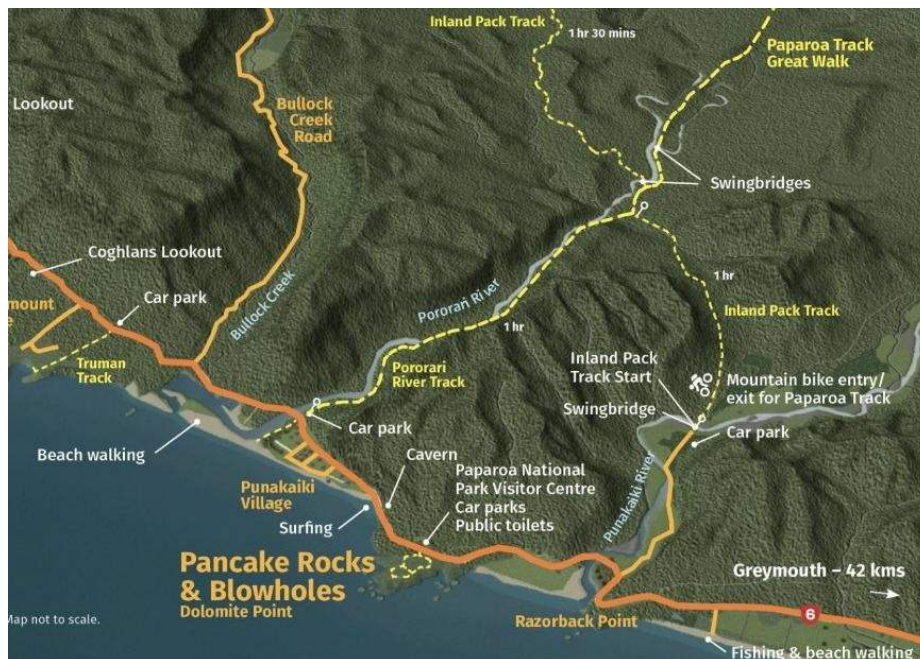 Inland Pack Track
1 hr 30 mins
Paparoa Track
Great Walk
Lookout
Bullock
Creek
Road
Swingbridges
Coghlans Lookout
Car park
Bullock Creek
Pororari River
1 hr
1 hr
Inland Pack Track
mount
Truman
Track
Pororari
River Track
Inland Pack
Track Start
Swingbridge
Mountain bike entry/
exit for Paparoa Track
Car park
Car park
Beach walking
Punakaiki
Village
Cavern
Surfing
Paparoa National
Park Visitor Centre
Car parks
Public toilets
Punakaiki River
Pancake Rocks
& Blowholes
Dolomite Point
Greymouth – 42 kms
Razorback Point
6
Map not to scale.
Fishing & beach walking